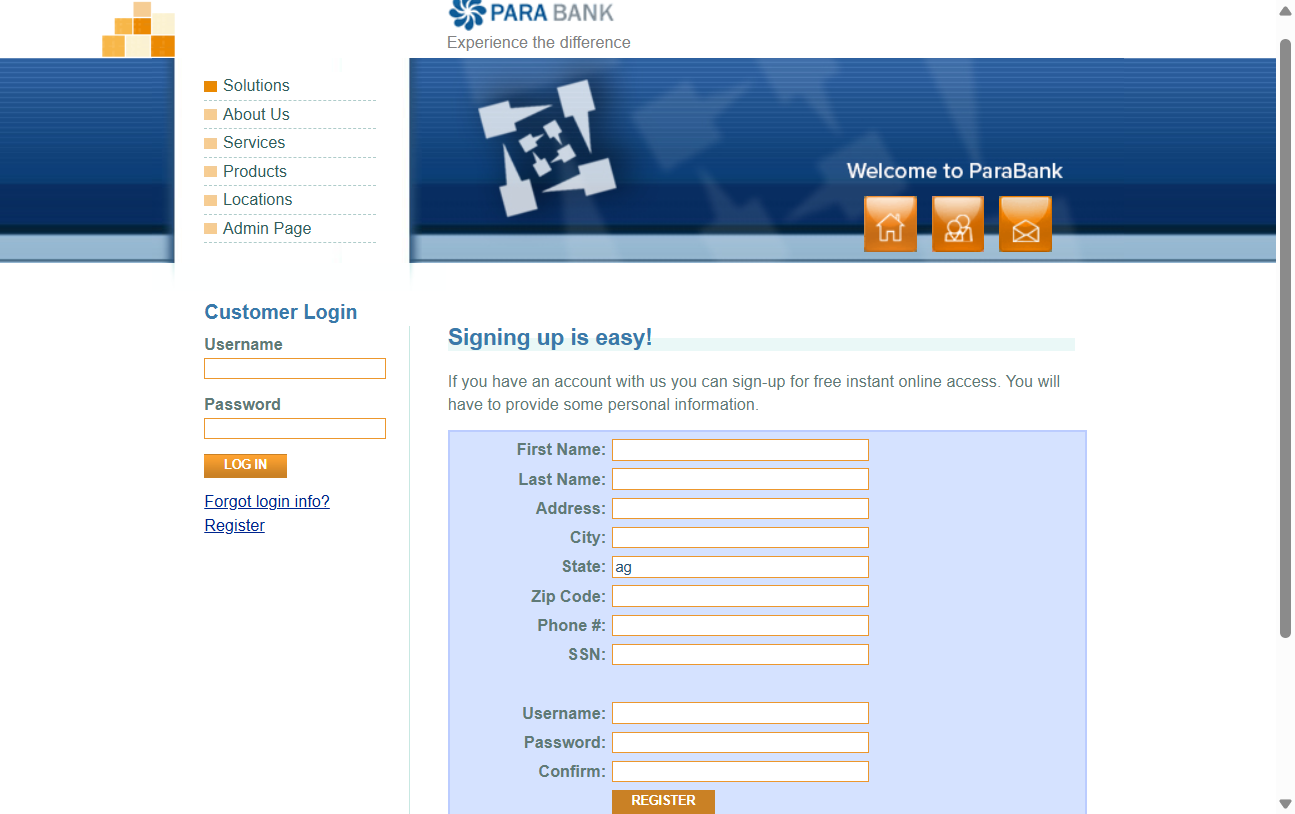 PARA BANK
Experience the difference
Solutions
About Us
Services
Products
Locations
Admin Page
Welcome to ParaBank
Customer Login
Username
Password
LOG IN
Forgot login info?
Register
Signing up is easy!
If you have an account with us you can sign-up for free instant online access. You will
have to provide some personal information.
First Name:
Last Name:
Address:
City:
State: ag
Zip Code:
Phone #:
SSN:
Username:
Password:
Confirm:
REGISTER